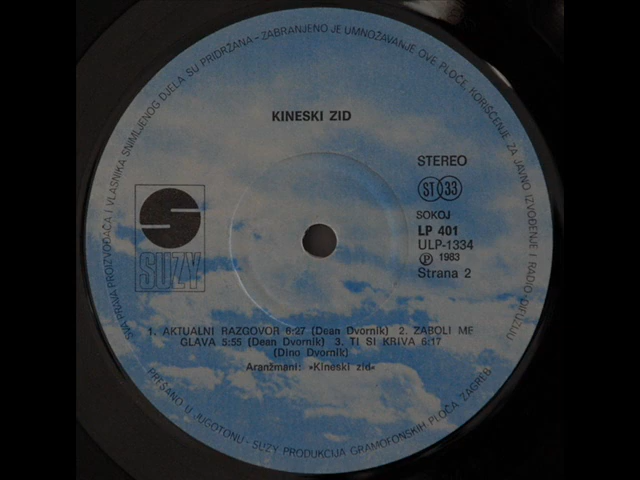 SVA PRAVA PROIZVOĐAČA I VLASNIKA SNIMLJENOG DJELA SU PRIDRŽANA - ZABRANJENO JE UMNOŽAVANJE OVE PLOČE, KORIŠĆENJE ZA JAVNO IZVOĐENJE I RADIO-DIFUZIJU
KINESKI ZID
STEREO
ST 33
SOKOJ
LP 401
ULP-1334
Ⓟ 1983
Strana 2
SUZY
1. AKTUALNI RAZGOVOR 6:27 (Dean Dvornik) 2. ZABOLI ME
GLAVA 5:55 (Dean Dvornik) 3. TI SI KRIVA 6:17
(Dino Dvornik)
Aranžmani: »Kineski zid«
PRITISKANO U JUGOTONU - SUZY PRODUKCIJA GRAMOFONSKIH PLOČA ZAGREB